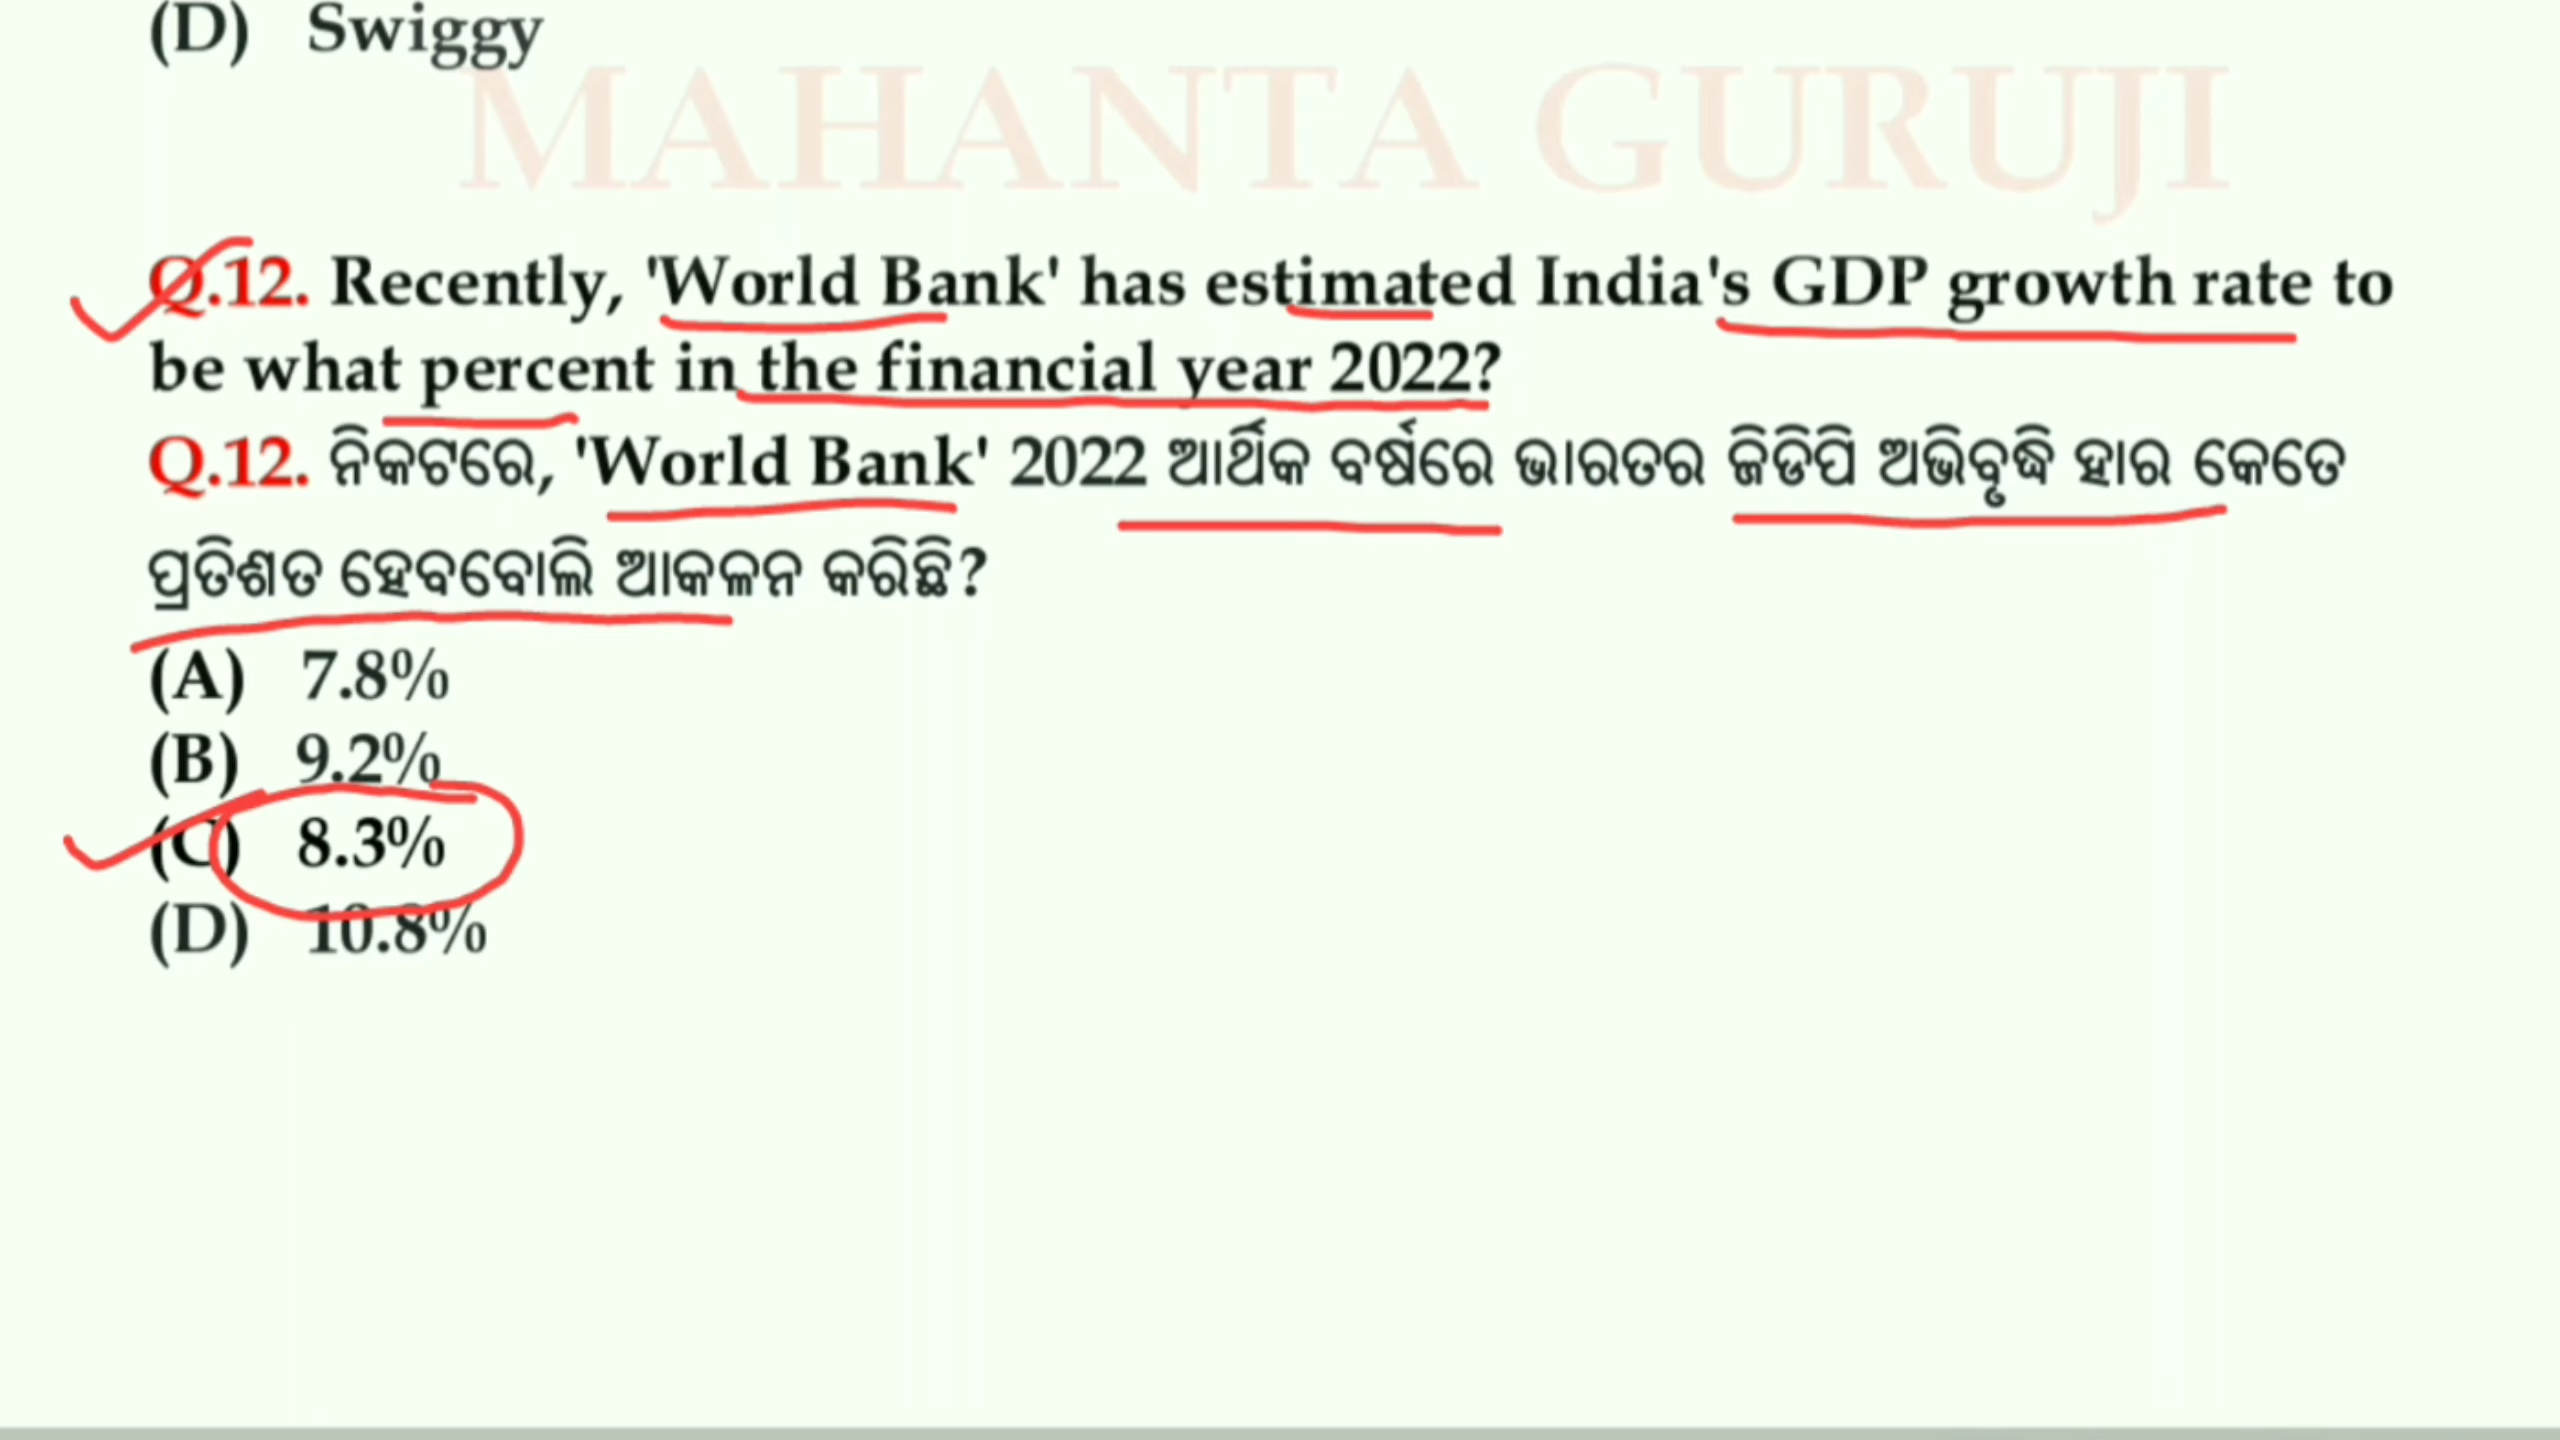 (D) Swiggy
MAHANTA GURUJI
Q.12. Recently, 'World Bank' has estimated India's GDP growth rate to
be what percent in the financial year 2022?
Q.12. ନିକଟରେ, 'World Bank' 2022 ଆର୍ଥିକ ବର୍ଷରେ ଭାରତର ଜିଡିପି ଅଭିବୃଦ୍ଧି ହାର କେତେ
ପ୍ରତିଶତ ହେବବୋଲି ଆକଳନ କରିଛି?
(A) 7.8%
(B) 9.2%
(C) 8.3%
(D) 10.8%